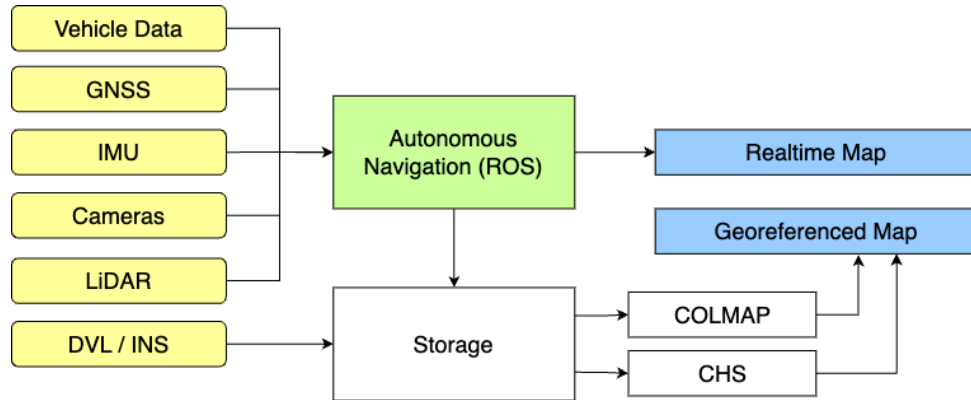 Vehicle Data
GNSS
IMU
Cameras
LiDAR
DVL / INS
Autonomous
Navigation (ROS)
Storage
Realtime Map
Georeferenced Map
COLMAP
CHS